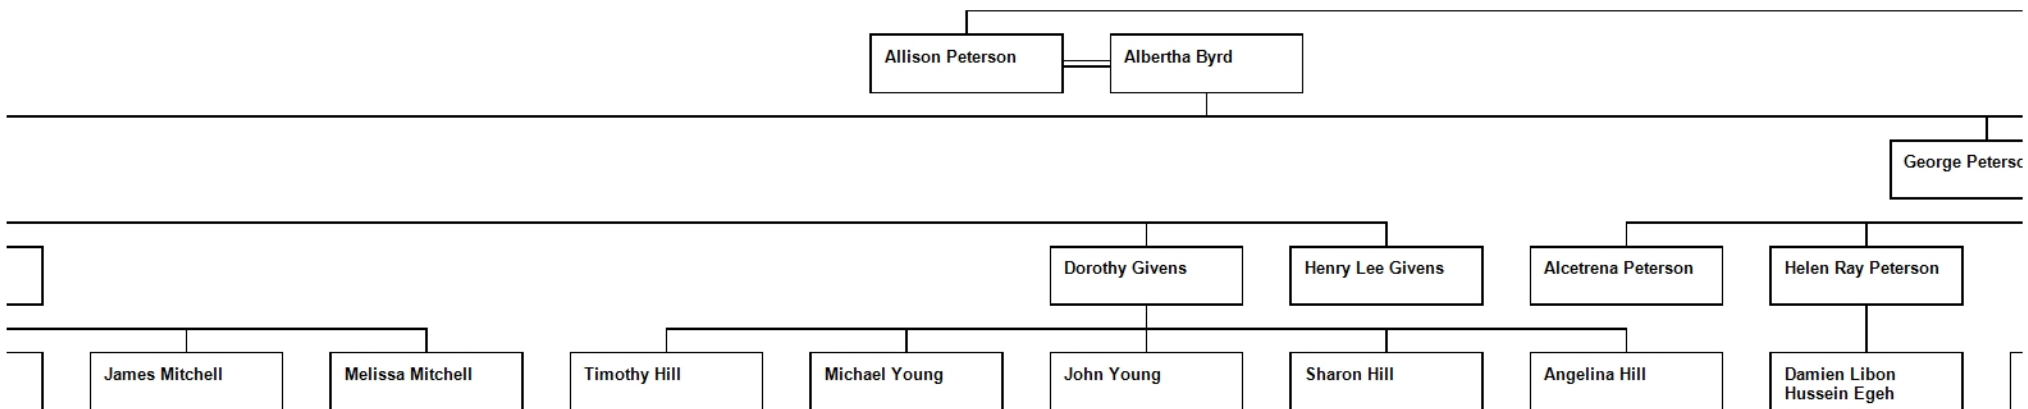 Allison Peterson
Albertha Byrd
George
Dorothy Givens
Henry Lee Givens
Alcetrena Peterson
Helen Ray Peterson
James Mitchell
Melissa Mitchell
Timothy Hill
Michael Young
John Young
Sharon Hill
Angelina Hill
Damien Libon
Hussein Egeh